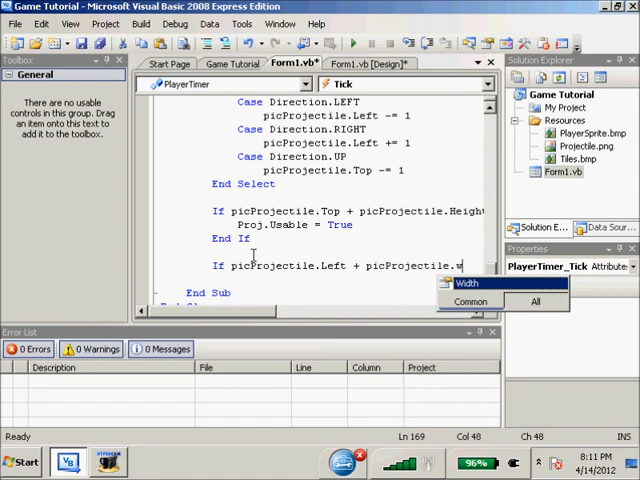 Game Tutorial - Microsoft Visual Basic 2008 Express Edition
File Edit View Project Build Debug Data Tools Window Help
Toolbox
General
There are no usable
controls in this group. Drag
an item onto this text to
add it to the toolbox.
Start Page Game Tutorial Form1.vb* Form1.vb [Design]*
PlayerTimer Tick
Case Direction.LEFT
picProjectile.Left -= 1
Case Direction.RIGHT
picProjectile.Left += 1
Case Direction.UP
picProjectile.Top -= 1
End Select
If picProjectile.Top + picProjectile.Height
Proj.Usable = True
End If
If picProjectile.Left + picProjectile.w
Width
Common All
End Sub
Solution Explorer
Game Tutorial
My Project
Resources
PlayerSprite.bmp
Projectile.png
Tiles.bmp
Form1.vb
Solution E... Data Sour...
Properties
PlayerTimer_Tick Attributes
Error List
0 Errors 0 Warnings 0 Messages
Description File Line Column Project
Ready Ln 169 Col 48 Ch 48
Start 96% 8:11 PM
4/14/2012